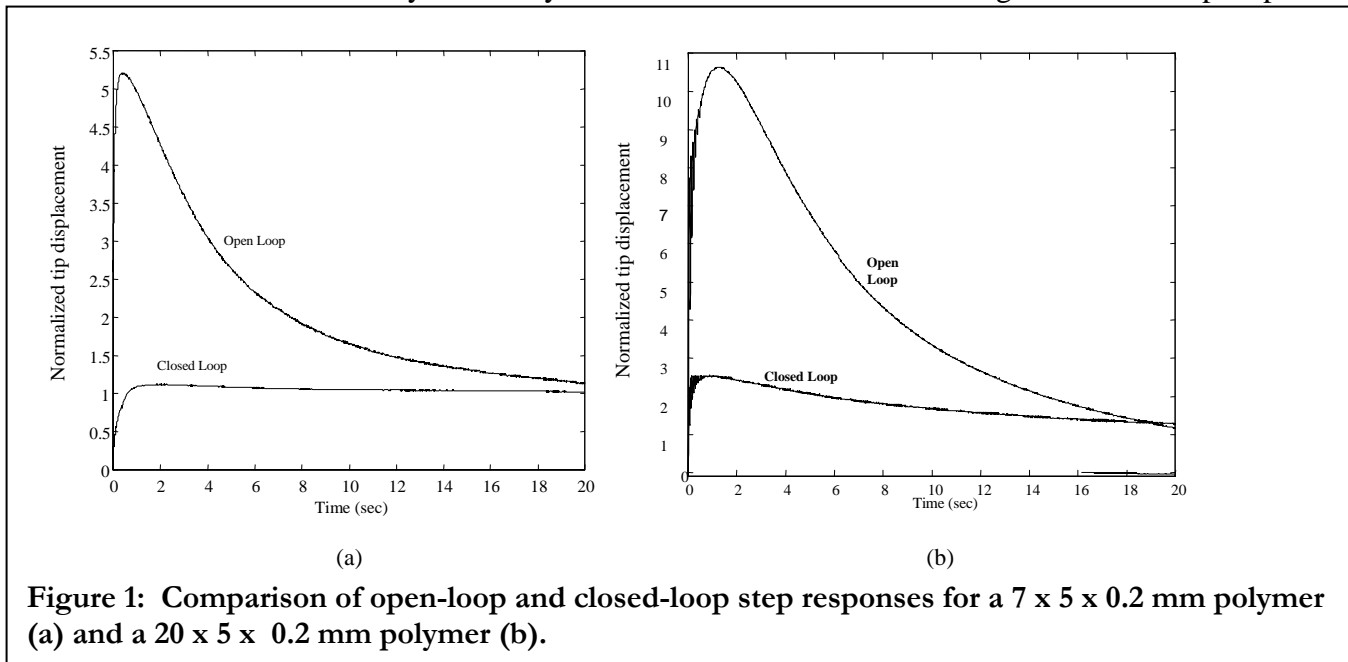 5.5
5
4.5
4
3.5
3
2.5
2
1.5
1
0.5
0
Normalized tip displacement
Open Loop
Closed Loop
0 2 4 6 8 10 12 14 16 18 20
Time (sec)
(a)
11
10
9
8
7
6
5
4
3
2
1
0
Normalized tip displacement
Open
Loop
Closed Loop
0 2 4 6 8 10 12 14 16 18 20
Time (sec)
(b)
Figure 1: Comparison of open-loop and closed-loop step responses for a 7 x 5 x 0.2 mm polymer
(a) and a 20 x 5 x 0.2 mm polymer (b).